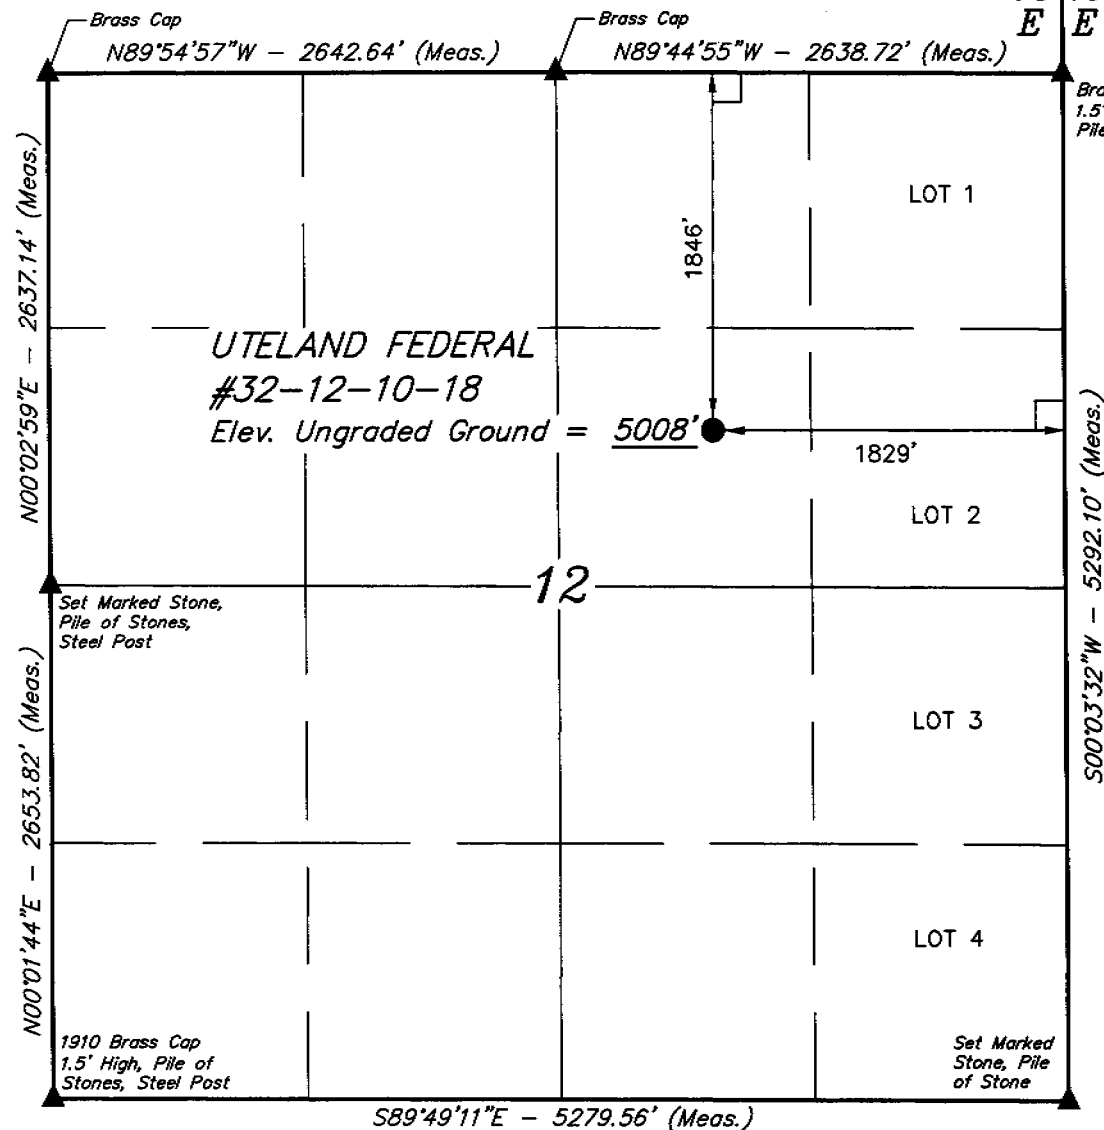 E E
Brass Cap
Brass Cap
N89°54'57"W – 2642.64' (Meas.)
N89°44'55"W – 2638.72' (Meas.)
1.5'
N00°02'59"E – 2637.14' (Meas.)
LOT 1
1846'
UTELAND FEDERAL
#32–12–10–18
Elev. Ungraded Ground = 5008'
1829'
LOT 2
S00°03'32"W – 5292.10' (Meas.)
12
Set Marked Stone,
Pile of Stones,
Steel Post
N00°01'44"E – 2653.82' (Meas.)
LOT 3
LOT 4
1910 Brass Cap
1.5' High, Pile of
Stones, Steel Post
Set Marked
Stone, Pile
of Stone
S89°49'11"E – 5279.56' (Meas.)